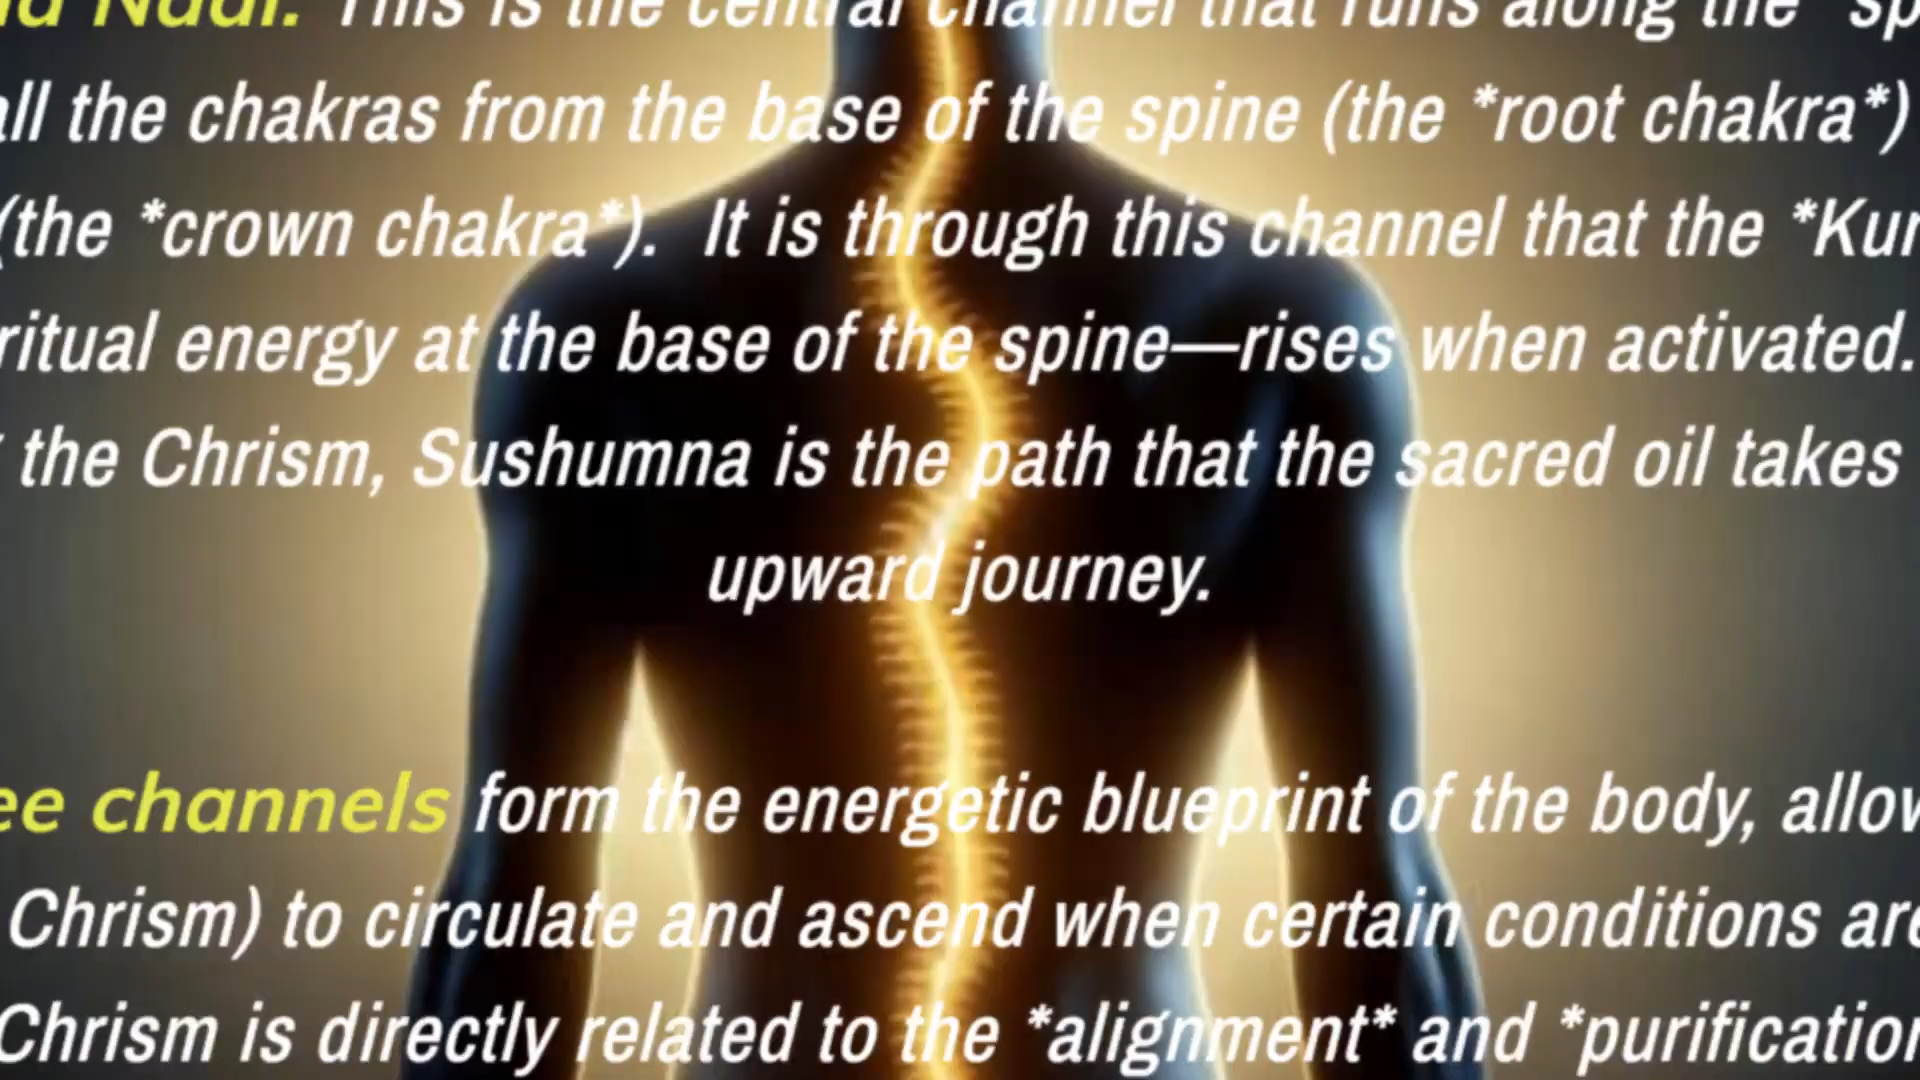 Nadi. This is the central channel that runs along the
all the chakras from the base of the spine (the *root chakra*)
(the *crown chakra*). It is through this channel that the *Kun
ritual energy at the base of the spine—rises when activated.
the Chrism, Sushumna is the path that the sacred oil takes
upward journey.
ee channels form the energetic blueprint of the body, allow
Chrism) to circulate and ascend when certain conditions are
Chrism is directly related to the *alignment* and *purification